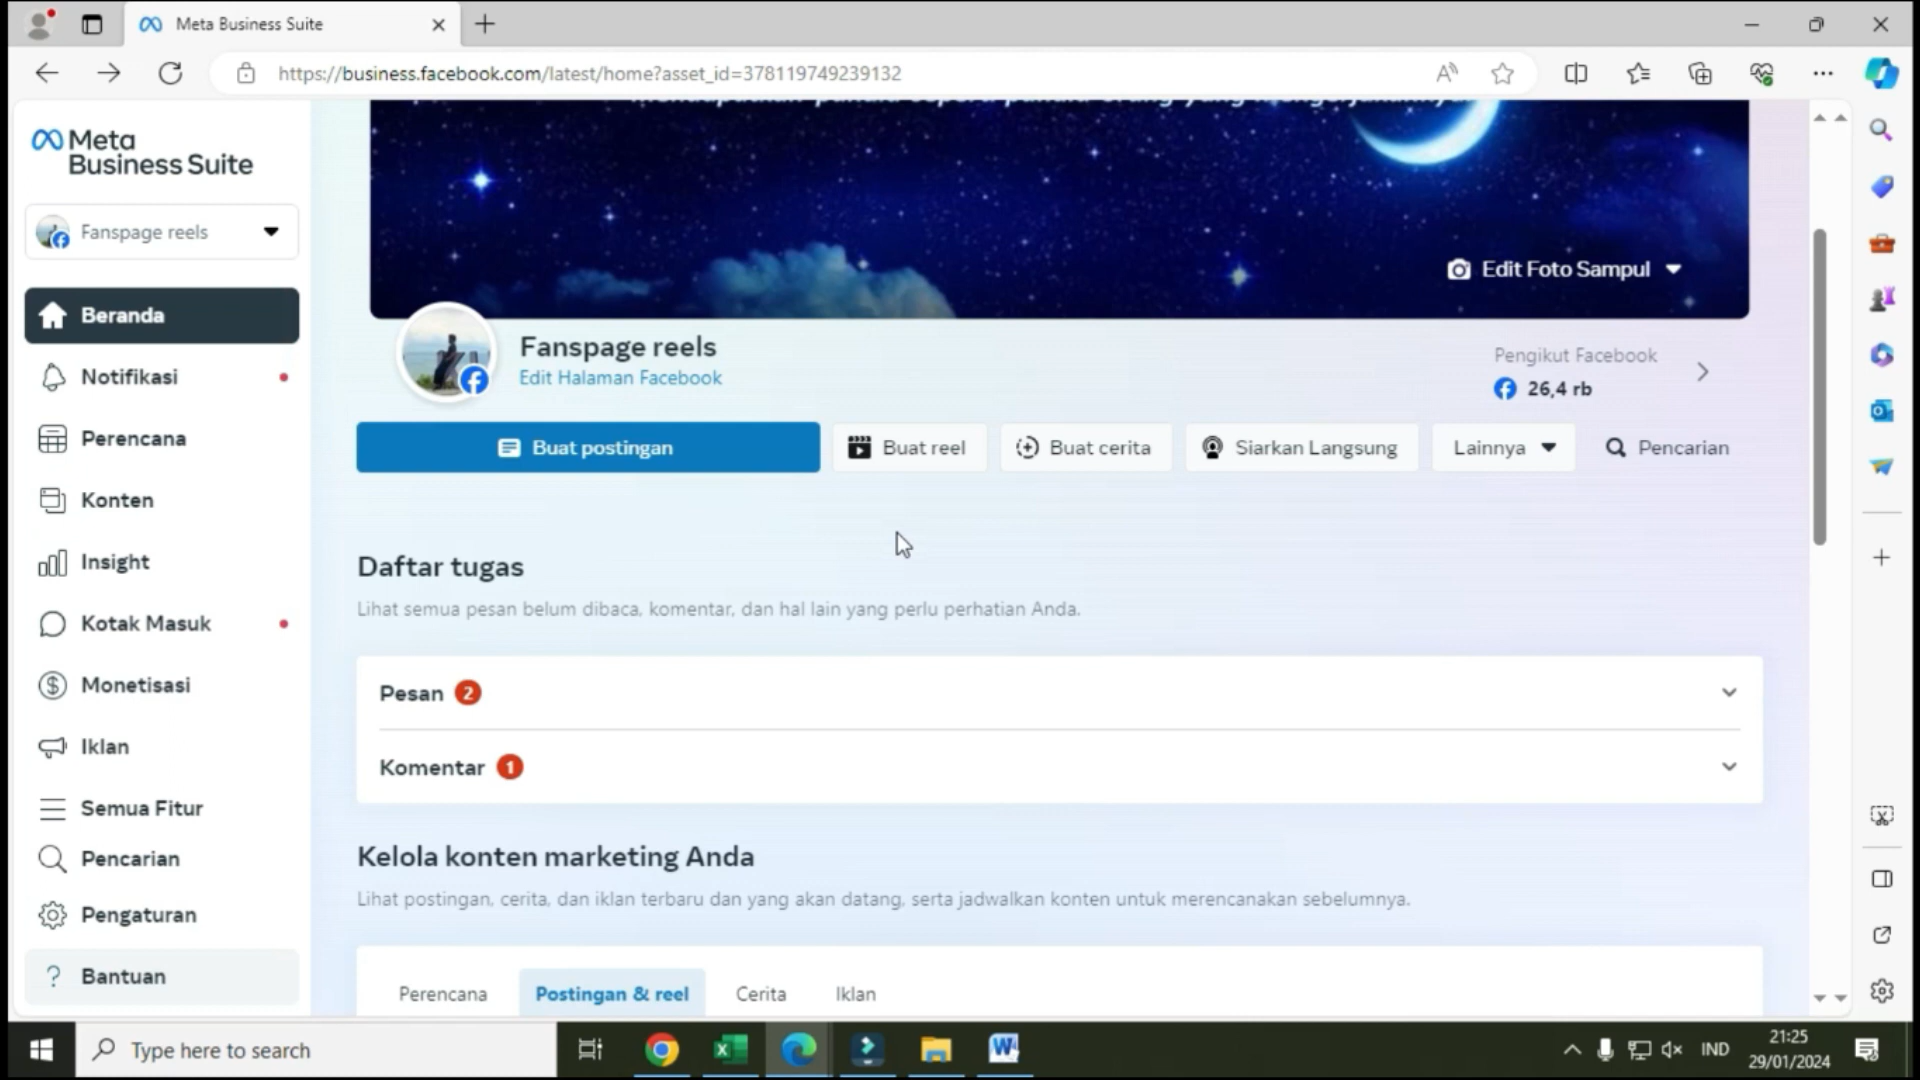 Meta Business Suite
https://business.facebook.com/latest/home?asset_id=378119749239132
Meta
Business Suite
Fanspage reels
Beranda
Notifikasi
Perencana
Konten
Insight
Kotak Masuk
Monetisasi
Iklan
Semua Fitur
Pencarian
Pengaturan
Bantuan
Edit Foto Sampul
Fanspage reels
Edit Halaman Facebook
Pengikut Facebook
26,4 rb
Buat postingan
Buat reel
Buat cerita
Siarkan Langsung
Lainnya
Pencarian
Daftar tugas
Lihat semua pesan belum dibaca, komentar, dan hal lain yang perlu perhatian Anda.
Pesan 2
Komentar 1
Kelola konten marketing Anda
Lihat postingan, cerita, dan iklan terbaru dan yang akan datang, serta jadwalkan konten untuk merencanakan sebelumnya.
Perencana
Postingan & reel
Cerita
Iklan
Type here to search
IND
21:25
29/01/2024